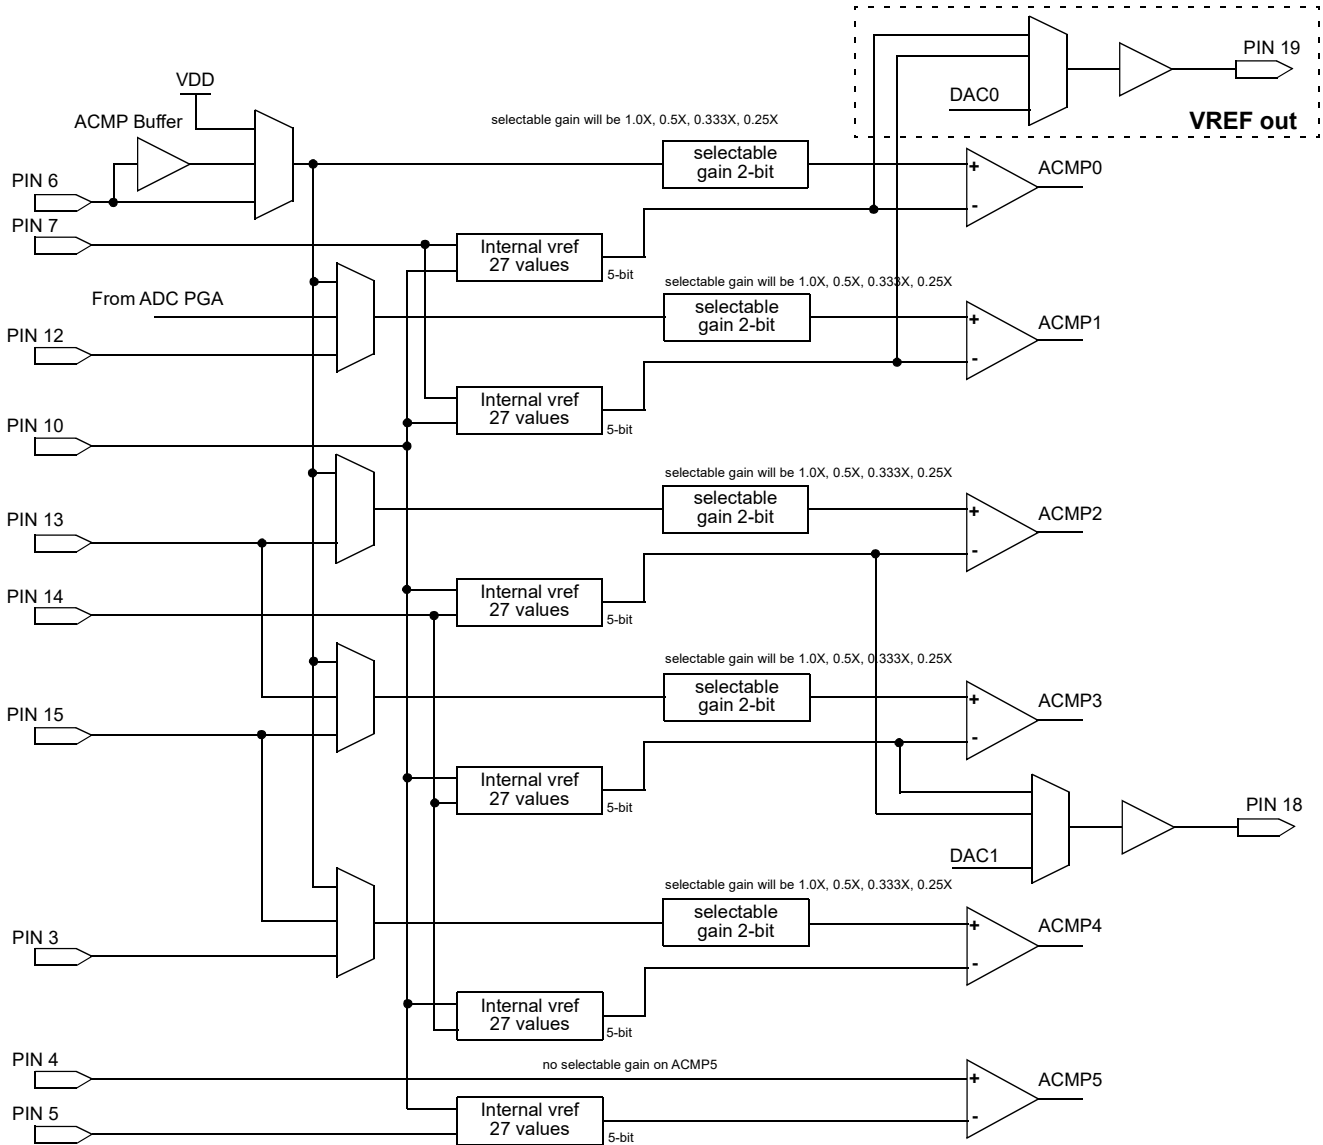 PIN 19
VDD
DAC0
ACMP Buffer
selectable gain will be 1.0X, 0.5X, 0.333X, 0.25X
VREF out
selectable
gain 2-bit
+
-
ACMP0
PIN 6
PIN 7
Internal vref
27 values
5-bit
selectable gain will be 1.0X, 0.5X, 0.333X, 0.25X
From ADC PGA
selectable
gain 2-bit
+
-
ACMP1
PIN 12
Internal vref
27 values
5-bit
PIN 10
selectable gain will be 1.0X, 0.5X, 0.333X, 0.25X
selectable
gain 2-bit
+
-
ACMP2
PIN 13
Internal vref
27 values
5-bit
PIN 14
selectable gain will be 1.0X, 0.5X, 0.333X, 0.25X
selectable
gain 2-bit
+
-
ACMP3
PIN 15
Internal vref
27 values
5-bit
PIN 18
DAC1
selectable gain will be 1.0X, 0.5X, 0.333X, 0.25X
selectable
gain 2-bit
+
-
ACMP4
PIN 3
Internal vref
27 values
5-bit
PIN 4
no selectable gain on ACMP5
+
-
ACMP5
PIN 5
Internal vref
27 values
5-bit